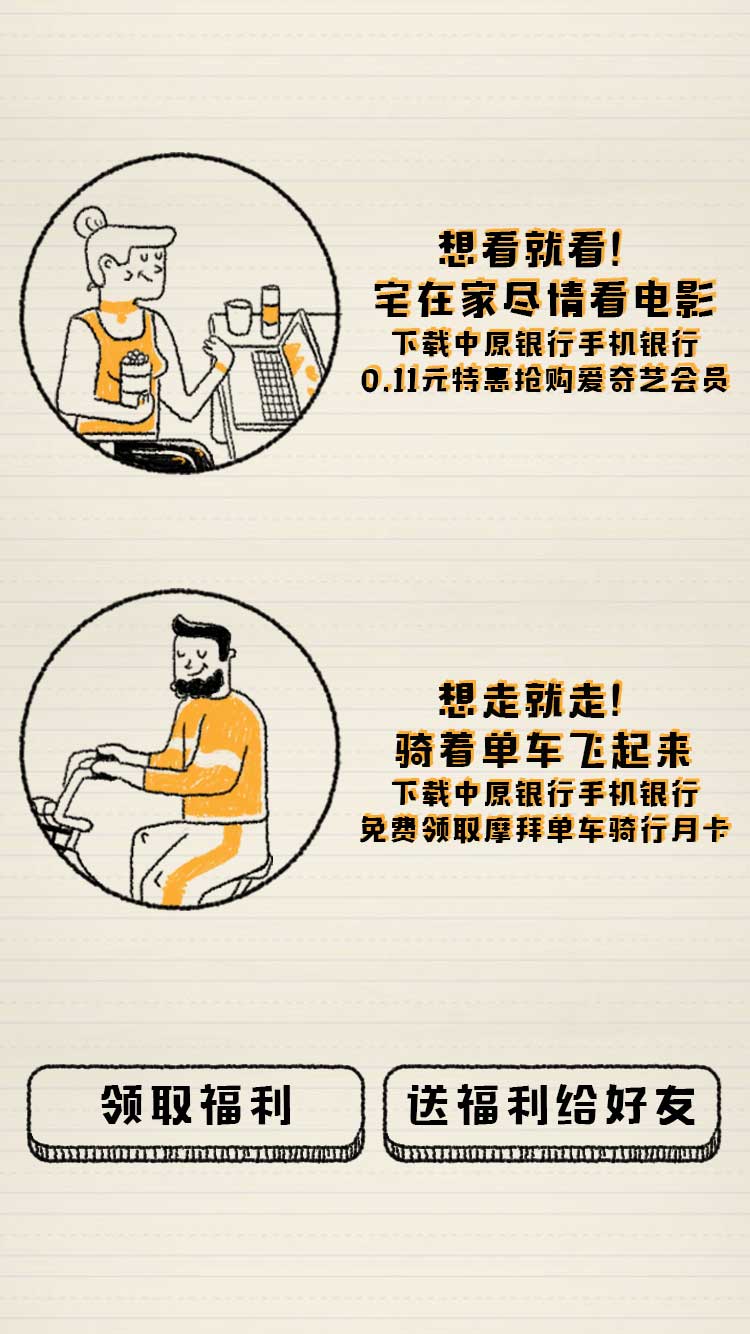 想看就看!
宅在家尽情看电影
下载中原银行手机银行
0.11元特惠抢购爱奇艺会员
想走就走!
骑着单车飞起来
下载中原银行手机银行
免费领取摩拜单车骑行月卡
领取福利
送福利给好友